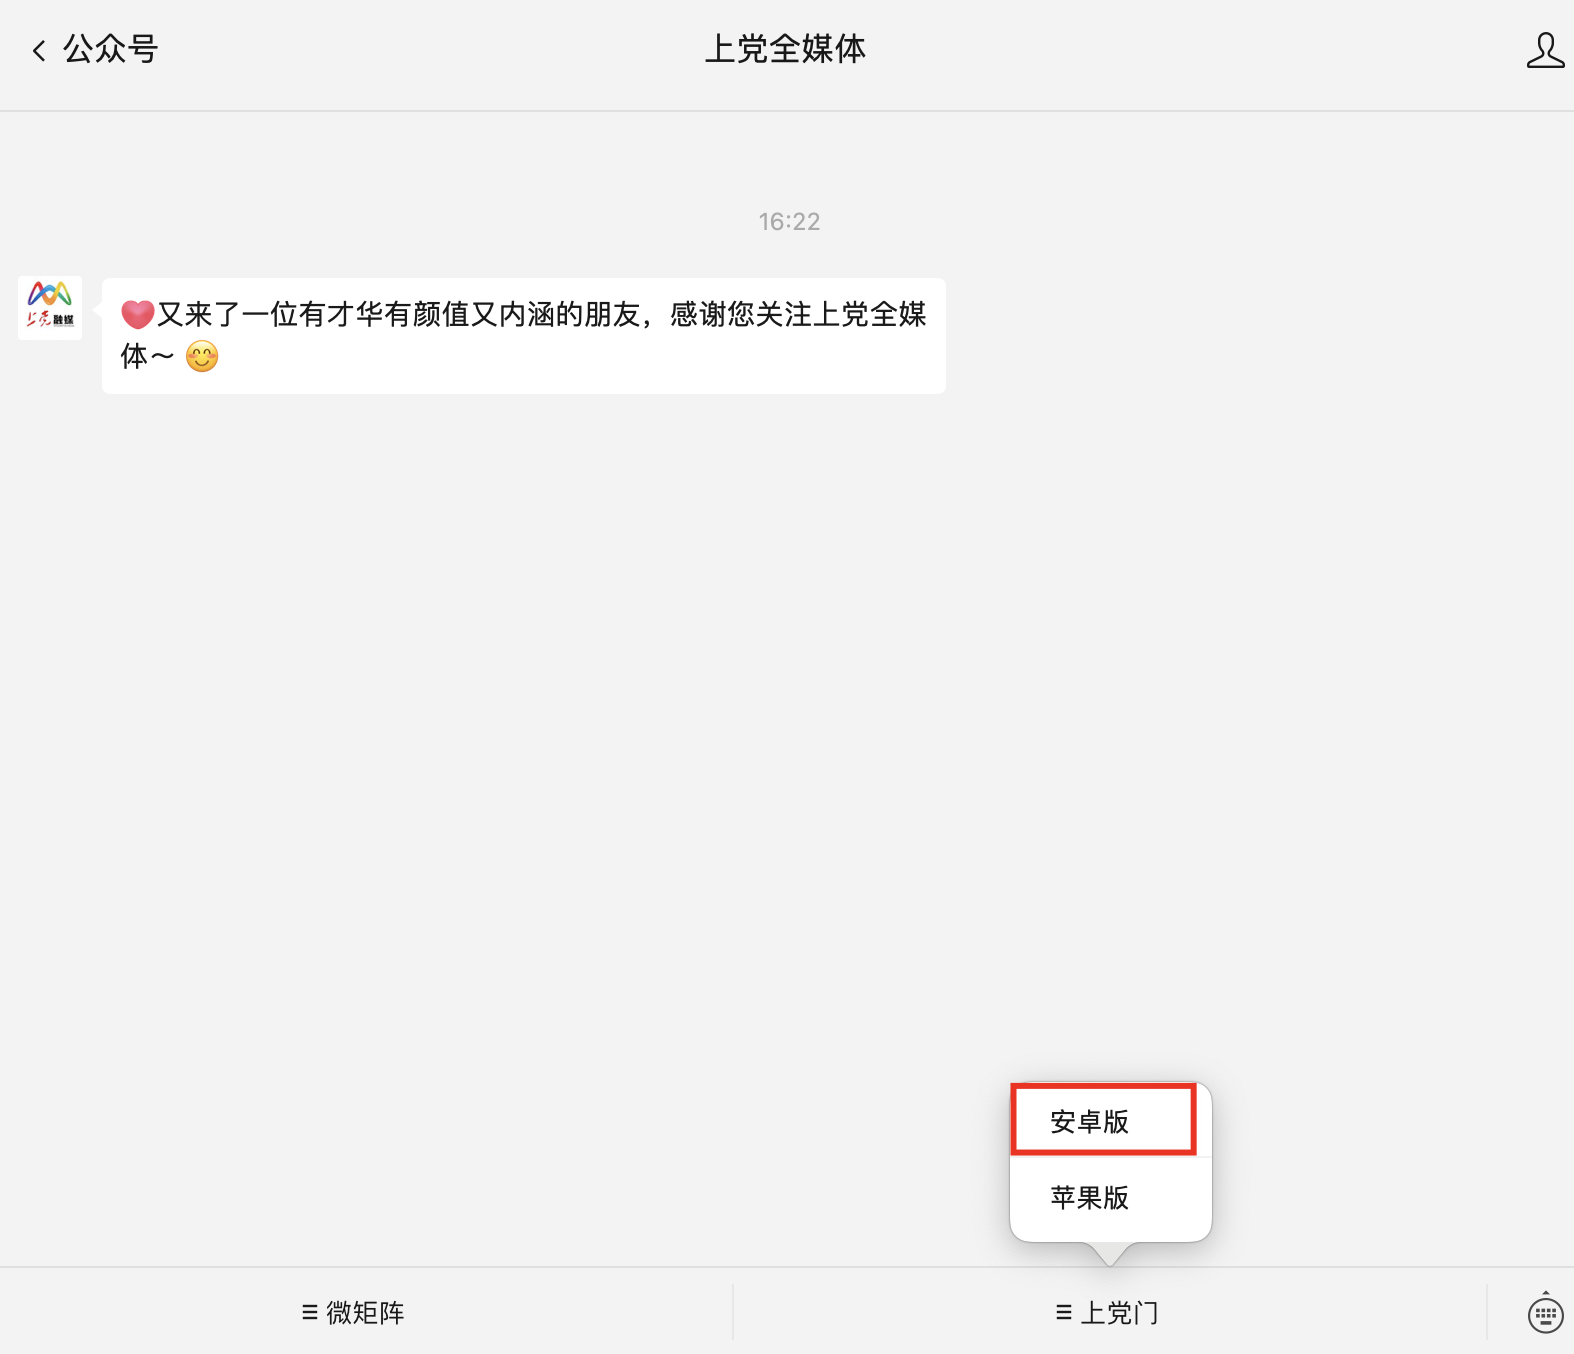 公众号
上党全媒体
16:22
上党融媒
又来了一位有才华有颜值又内涵的朋友，感谢您关注上党全媒
体～
安卓版
苹果版
微矩阵
上党门